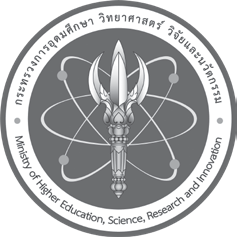 กระทรวงการอุดมศึกษา วิทยาศาสตร์ วิจัยและนวัตกรรม
Ministry of Higher Education, Science, Research and Innovation